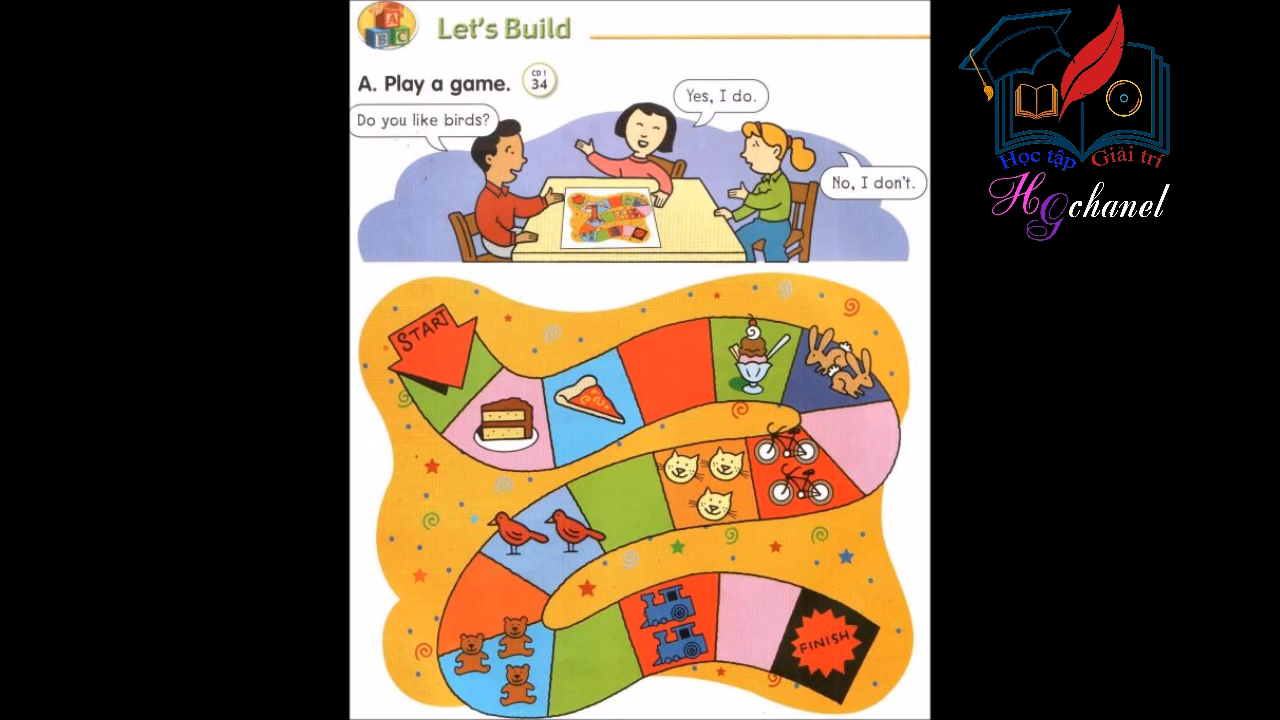 A
B C
Let's Build
A. Play a game.
CD 1
34
Do you like birds?
Yes, I do.
No, I don't.
START
FINISH
Học tập Giải trí
HGchanel